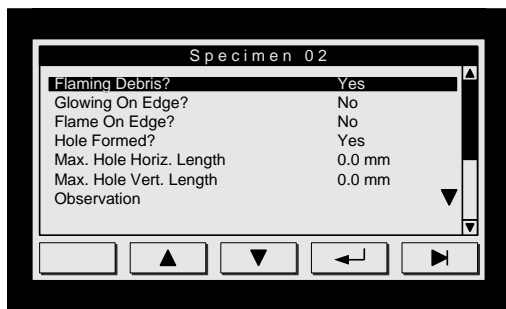 Specimen 02
Flaming Debris? Yes
Glowing On Edge? No
Flame On Edge? No
Hole Formed? Yes
Max. Hole Horiz. Length 0.0 mm
Max. Hole Vert. Length 0.0 mm
Observation